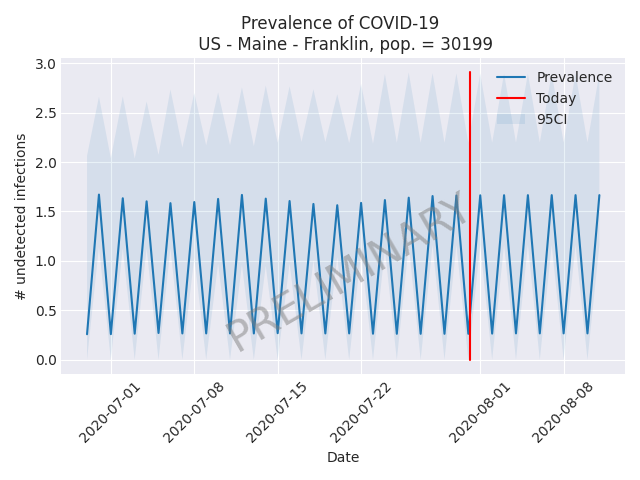 Prevalence of COVID-19
US - Maine - Franklin, pop. = 30199
3.0
2.5
2.0
1.5
1.0
0.5
0.0
# undetected infections
Prevalence
Today
95CI
PRELIMINARY
2020-07-01
2020-07-08
2020-07-15
2020-07-22
2020-08-01
2020-08-08
Date